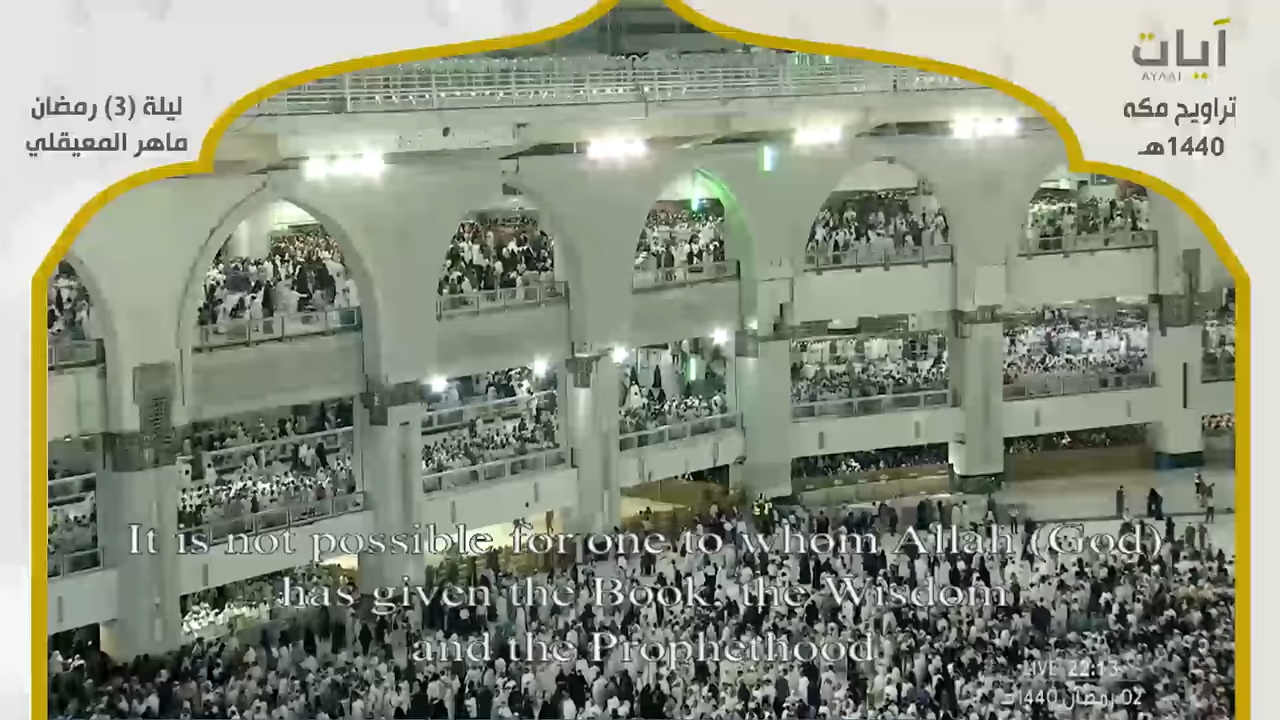 آيات
AYAAT
تراويح مكه
1440هـ
ليلة (3) رمضان
ماهر المعيقلي
It is not possible for one to whom Allah (God)
has given the Book, the Wisdom
and the Prophethood
LIVE 22:13
02 رمضان 1440هـ